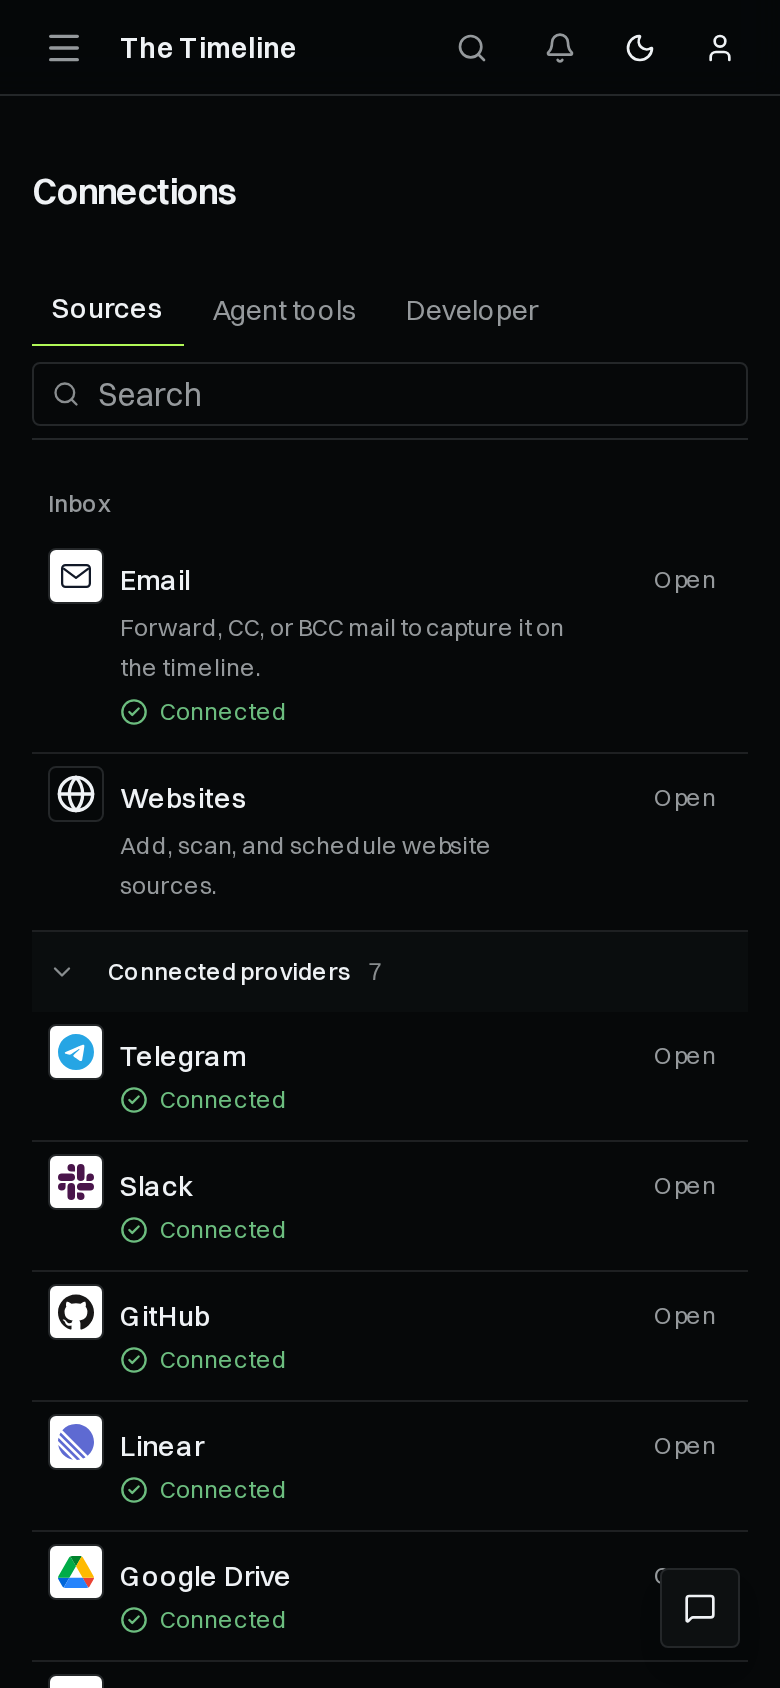 The Timeline
Connections
Sources Agent tools Developer
Search
Inbox
Email Open
Forward, CC, or BCC mail to capture it on
the timeline.
Connected
Websites Open
Add, scan, and schedule website
sources.
Connected providers 7
Telegram Open
Connected
Slack Open
Connected
GitHub Open
Connected
Linear Open
Connected
Google Drive
Connected